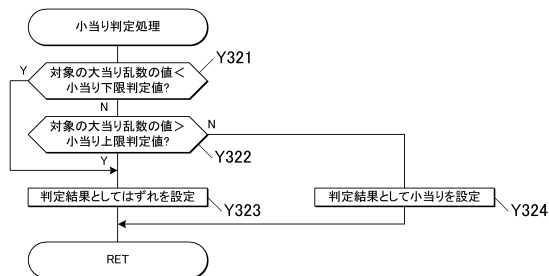 小当り判定処理
Y321
Y
対象の大当り乱数の値<
小当り下限判定値?
N
対象の大当り乱数の値>
小当り上限判定値?
N
Y322
Y
判定結果としてはずれを設定
Y323
判定結果として小当りを設定
Y324
RET